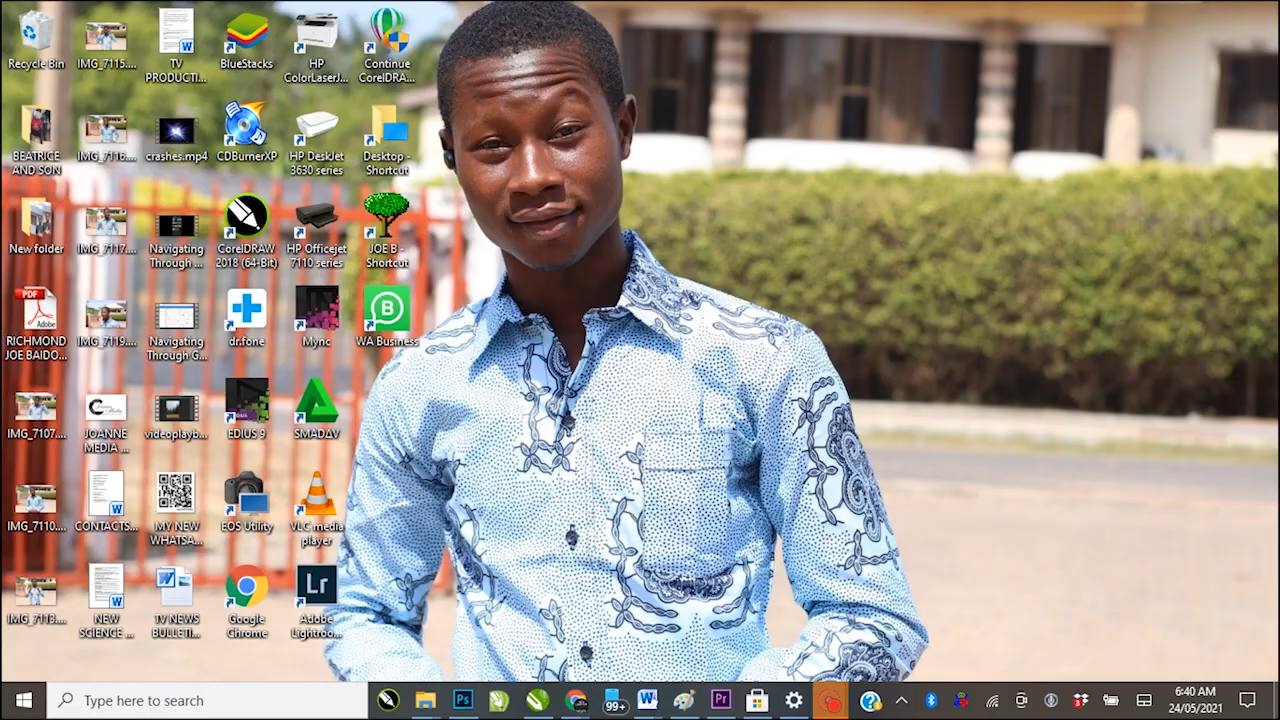 Recycle Bin
IMG_7115....
TV
PRODUCTI...
BlueStacks
HP
ColorLaserJ...
Continue
CorelDRA...
BEATRICE
AND SON
IMG_7116....
crashes.mp4
CDBurnerXP
HP DeskJet
3630 series
Desktop -
Shortcut
New folder
IMG_7117....
Navigating
Through ...
CorelDRAW
2018 (64-Bit)
HP Officejet
7110 series
JOE B -
Shortcut
PDF
Adobe
RICHMOND
JOE BAIDO...
IMG_7119....
Navigating
Through G...
dr.fone
Mync
B
WA Business
IMG_7107....
JOANNE
MEDIA ...
videoplayb...
EDIUS 9
SMADAV
IMG_7110....
CONTACTS...
MY NEW
WHATSA...
EOS Utility
VLC media
player
IMG_7113....
NEW
SCIENCE ...
TV NEWS
BULLETI...
Google
Chrome
Lr
Adobe
Lightroo...
Type here to search
Ps
99+
W
Pr
6:40 AM
24/05/2021